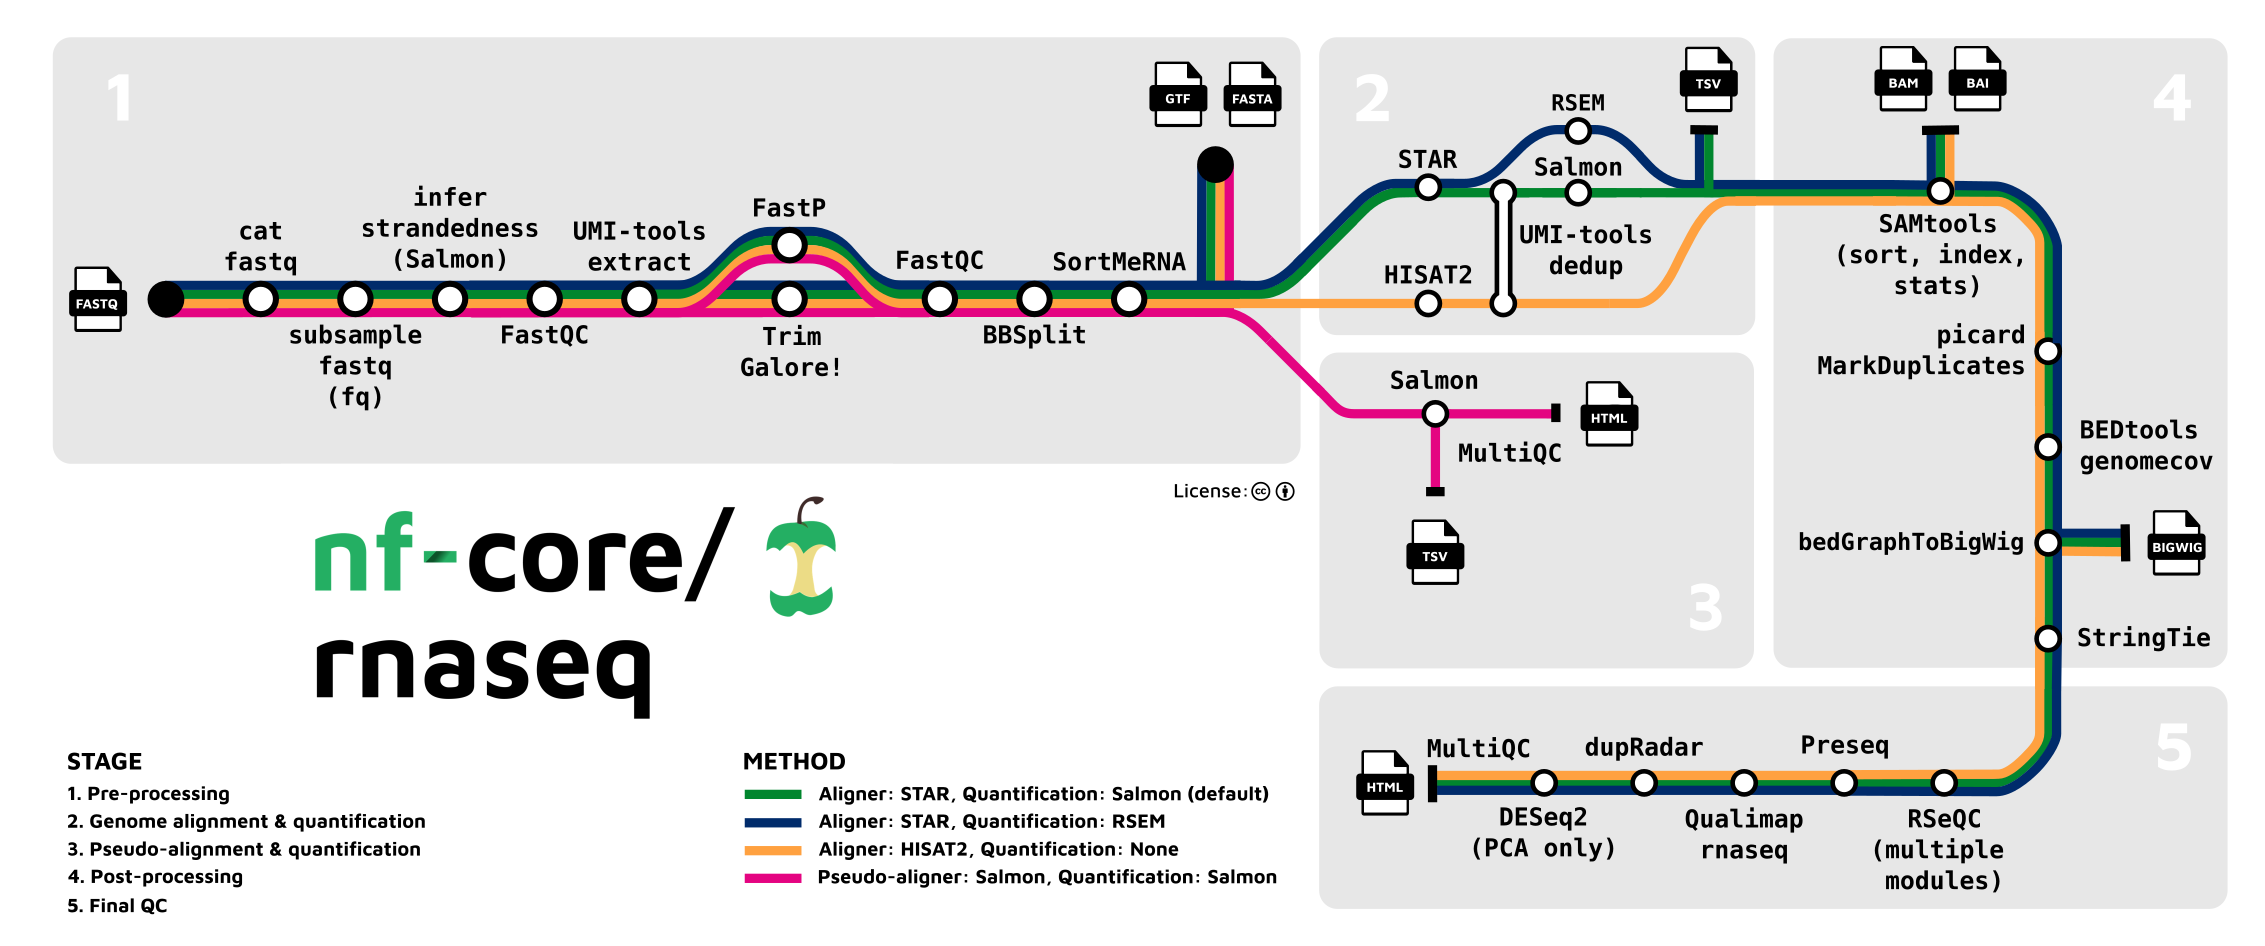 1
GTF
FASTA
infer
strandedness
(Salmon)
cat
fastq
UMI-tools
extract
FastP
FastQC
SortMeRNA
FASTQ
subsample
fastq
(fq)
FastQC
Trim
Galore!
BBSplit
2
TSV
RSEM
STAR
Salmon
UMI-tools
dedup
HISAT2
3
Salmon
HTML
MultiQC
TSV
4
BAM
BAI
SAMtools
(sort, index,
stats)
picard
MarkDuplicates
BEDtools
genomecov
bedGraphToBigWig
BIGWIG
StringTie
5
MultiQC
dupRadar
Preseq
HTML
DESeq2
(PCA only)
Qualimap
rnaseq
RSeQC
(multiple
modules)
License: cc
nf-core/
rnaseq
STAGE
1. Pre-processing
2. Genome alignment & quantification
3. Pseudo-alignment & quantification
4. Post-processing
5. Final QC
METHOD
Aligner: STAR, Quantification: Salmon (default)
Aligner: STAR, Quantification: RSEM
Aligner: HISAT2, Quantification: None
Pseudo-aligner: Salmon, Quantification: Salmon